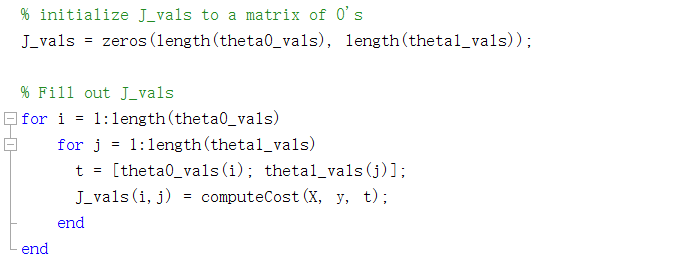 % initialize J_vals to a matrix of 0's
J_vals = zeros(length(theta0_vals), length(theta1_vals));
% Fill out J_vals
for i = 1:length(theta0_vals)
for j = 1:length(theta1_vals)
t = [theta0_vals(i); theta1_vals(j)];
J_vals(i,j) = computeCost(X, y, t);
end
end